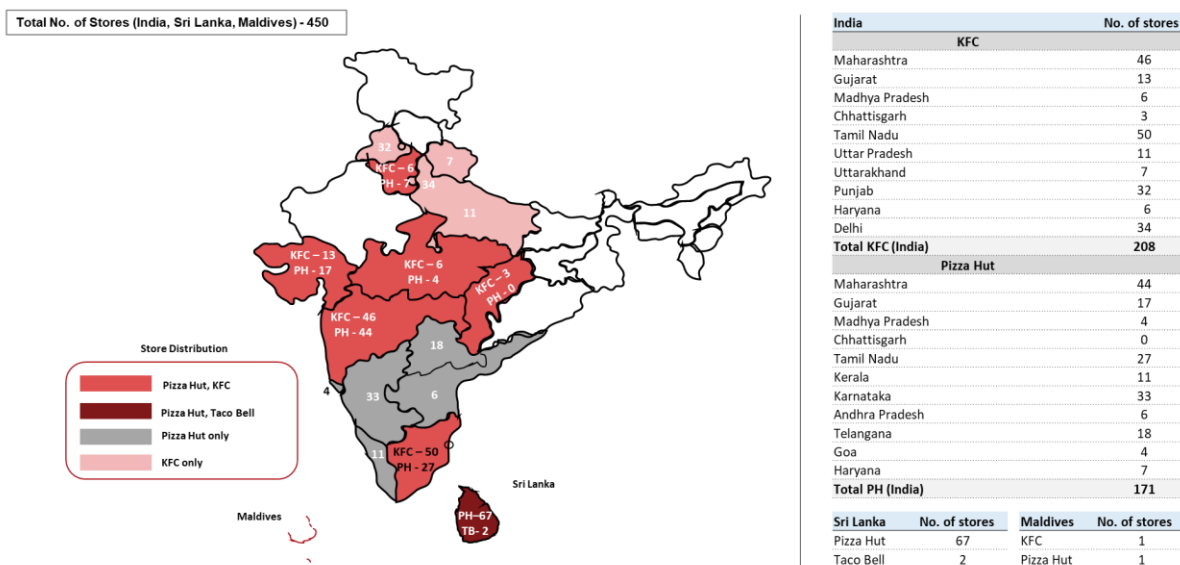 Total No. of Stores (India, Sri Lanka, Maldives) - 450
32
KFC – 6
PH - 7
7
34
11
KFC – 13
PH - 17
KFC – 6
PH - 4
KFC – 3
PH - 0
KFC – 46
PH - 44
18
4
33
6
11
KFC – 50
PH - 27
Sri Lanka
PH–67
TB- 2
Maldives
Store Distribution
Pizza Hut, KFC
Pizza Hut, Taco Bell
Pizza Hut only
KFC only
India No. of stores
KFC
Maharashtra 46
Gujarat 13
Madhya Pradesh 6
Chhattisgarh 3
Tamil Nadu 50
Uttar Pradesh 11
Uttarakhand 7
Punjab 32
Haryana 6
Delhi 34
Total KFC (India) 208
Pizza Hut
Maharashtra 44
Gujarat 17
Madhya Pradesh 4
Chhattisgarh 0
Tamil Nadu 27
Kerala 11
Karnataka 33
Andhra Pradesh 6
Telangana 18
Goa 4
Haryana 7
Total PH (India) 171
Sri Lanka No. of stores Maldives No. of stores
Pizza Hut 67 KFC 1
Taco Bell 2 Pizza Hut 1